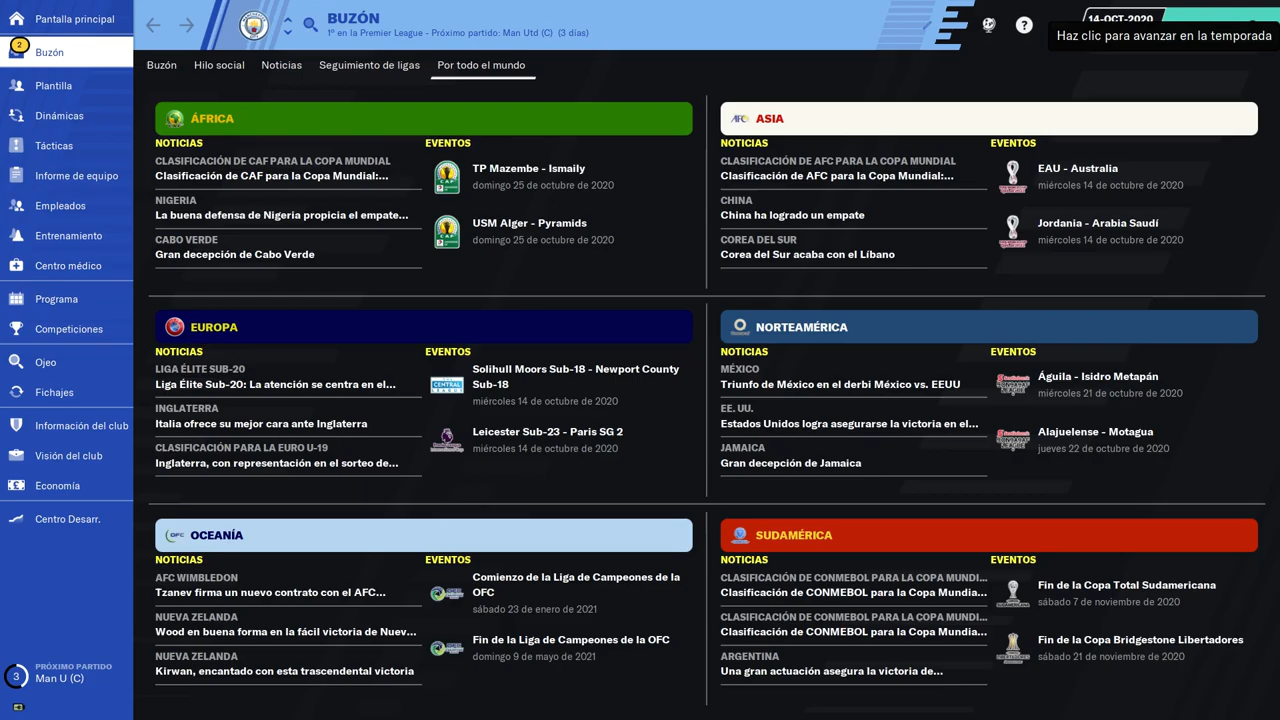 Pantalla principal
2
Buzón
Plantilla
Dinámicas
Tácticas
Informe de equipo
Empleados
Entrenamiento
Centro médico
Programa
Competiciones
Ojeo
Fichajes
Información del club
Visión del club
Economía
Centro Desarr.
3
PRÓXIMO PARTIDO
Man U (C)
BUZÓN
1º en la Premier League - Próximo partido: Man Utd (C) (3 días)
14-OCT-2020
Haz clic para avanzar en la temporada
Buzón
Hilo social
Noticias
Seguimiento de ligas
Por todo el mundo
ÁFRICA
NOTICIAS
CLASIFICACIÓN DE CAF PARA LA COPA MUNDIAL
Clasificación de CAF para la Copa Mundial:...
NIGERIA
La buena defensa de Nigeria propicia el empate...
CABO VERDE
Gran decepción de Cabo Verde
EVENTOS
TP Mazembe - Ismaily
domingo 25 de octubre de 2020
USM Alger - Pyramids
domingo 25 de octubre de 2020
AFC
ASIA
NOTICIAS
CLASIFICACIÓN DE AFC PARA LA COPA MUNDIAL
Clasificación de AFC para la Copa Mundial:...
CHINA
China ha logrado un empate
COREA DEL SUR
Corea del Sur acaba con el Líbano
EVENTOS
EAU - Australia
miércoles 14 de octubre de 2020
Jordania - Arabia Saudí
miércoles 14 de octubre de 2020
EUROPA
NOTICIAS
LIGA ÉLITE SUB-20
Liga Élite Sub-20: La atención se centra en el...
INGLATERRA
Italia ofrece su mejor cara ante Inglaterra
CLASIFICACIÓN PARA LA EURO U-19
Inglaterra, con representación en el sorteo de...
EVENTOS
CENTRAL
Solihull Moors Sub-18 - Newport County
Sub-18
miércoles 14 de octubre de 2020
Leicester Sub-23 - Paris SG 2
miércoles 14 de octubre de 2020
NORTEAMÉRICA
NOTICIAS
MÉXICO
Triunfo de México en el derbi México vs. EEUU
EE. UU.
Estados Unidos logra asegurarse la victoria en el...
JAMAICA
Gran decepción de Jamaica
EVENTOS
Águila - Isidro Metapán
miércoles 21 de octubre de 2020
Alajuelense - Motagua
jueves 22 de octubre de 2020
OFC
OCEANÍA
NOTICIAS
AFC WIMBLEDON
Tzanev firma un nuevo contrato con el AFC...
NUEVA ZELANDA
Wood en buena forma en la fácil victoria de Nuev...
NUEVA ZELANDA
Kirwan, encantado con esta trascendental victoria
EVENTOS
Comienzo de la Liga de Campeones de la
OFC
sábado 23 de enero de 2021
Fin de la Liga de Campeones de la OFC
domingo 9 de mayo de 2021
SUDAMÉRICA
NOTICIAS
CLASIFICACIÓN DE CONMEBOL PARA LA COPA MUNDI...
Clasificación de CONMEBOL para la Copa Mundia...
CLASIFICACIÓN DE CONMEBOL PARA LA COPA MUNDI...
Clasificación de CONMEBOL para la Copa Mundia...
ARGENTINA
Una gran actuación asegura la victoria de...
EVENTOS
Fin de la Copa Total Sudamericana
sábado 7 de noviembre de 2020
Fin de la Copa Bridgestone Libertadores
sábado 21 de noviembre de 2020